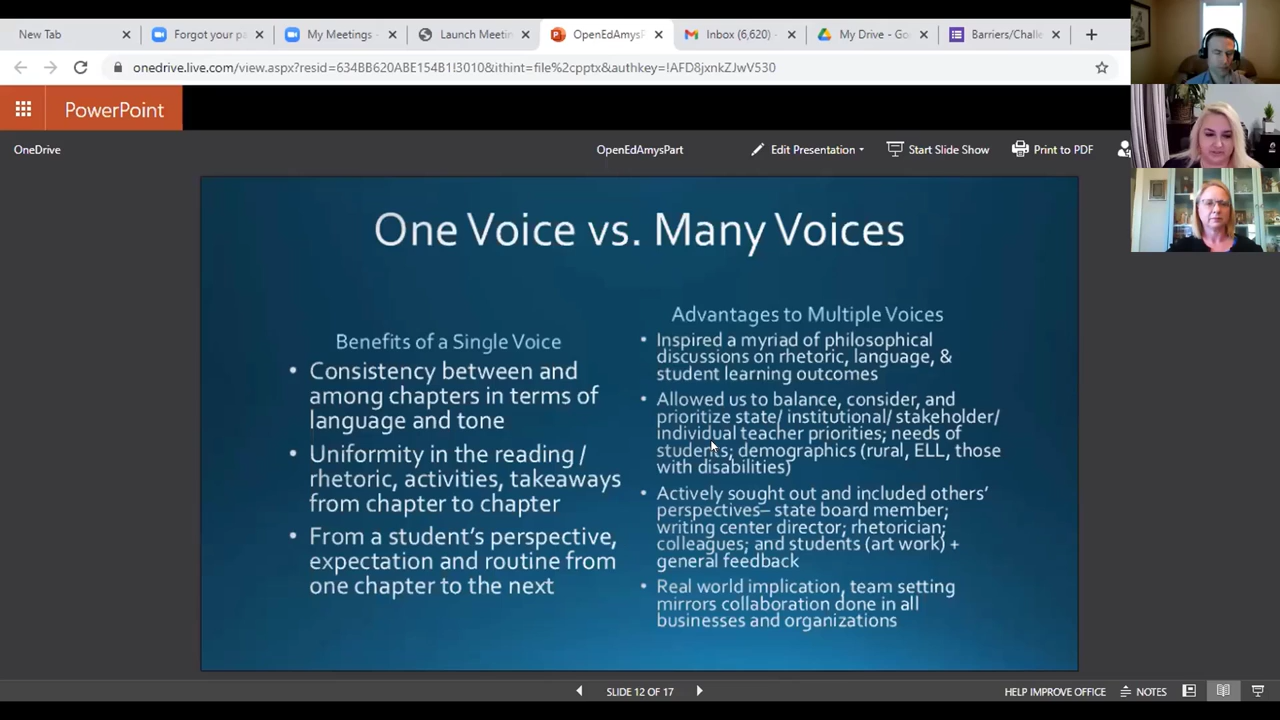 New Tab
Forgot your pa
My Meetings -
Launch Meetin
OpenEdAmysP
Inbox (6,620) -
My Drive - Goo
Barriers/Challe
onedrive.live.com/view.aspx?resid=634BB620ABE154B1!3010&ithint=file%2cpptx&authkey=!AFD8jxnkZJwV530
PowerPoint
OneDrive
OpenEdAmysPart
Edit Presentation
Start Slide Show
Print to PDF
One Voice vs. Many Voices
Benefits of a Single Voice
• Consistency between and
among chapters in terms of
language and tone
• Uniformity in the reading /
rhetoric, activities, takeaways
from chapter to chapter
• From a student's perspective,
expectation and routine from
one chapter to the next
Advantages to Multiple Voices
• Inspired a myriad of philosophical
discussions on rhetoric, language, &
student learning outcomes
• Allowed us to balance, consider, and
prioritize state/ institutional/ stakeholder/
individual teacher priorities; needs of
students; demographics (rural, ELL, those
with disabilities)
• Actively sought out and included others'
perspectives– state board member;
writing center director; rhetorician;
colleagues; and students (art work) +
general feedback
• Real world implication, team setting
mirrors collaboration done in all
businesses and organizations
SLIDE 12 OF 17
HELP IMPROVE OFFICE
NOTES